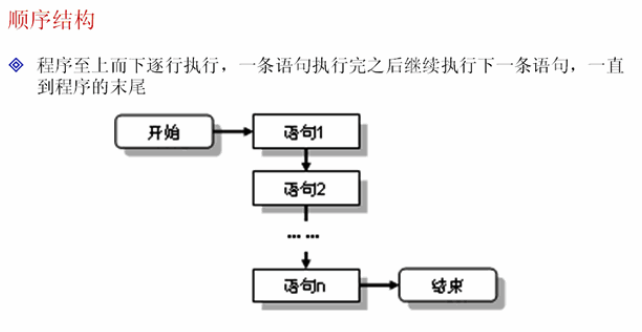 顺序结构
程序至上而下逐行执行，一条语句执行完之后继续执行下一条语句，一直
到程序的末尾
开始
语句1
语句2
… …
语句n
结束